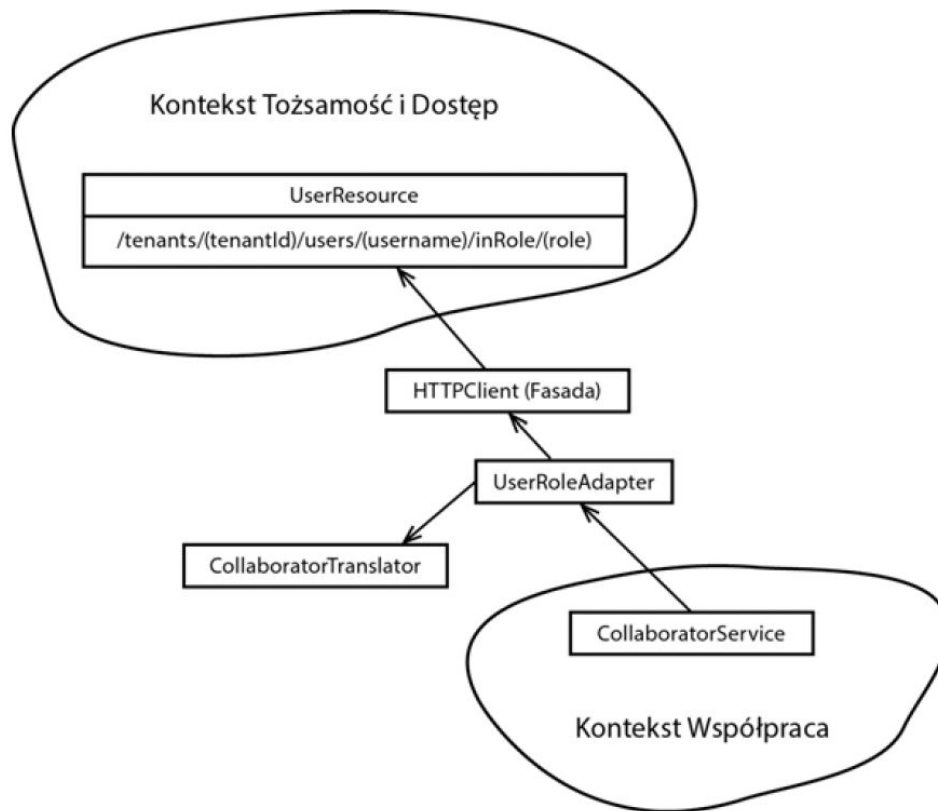 Kontekst Tożsamość i Dostęp
UserResource
/tenants/(tenantId)/users/(username)/inRole/(role)
HTTPClient (Fasada)
UserRoleAdapter
CollaboratorTranslator
CollaboratorService
Kontekst Współpraca